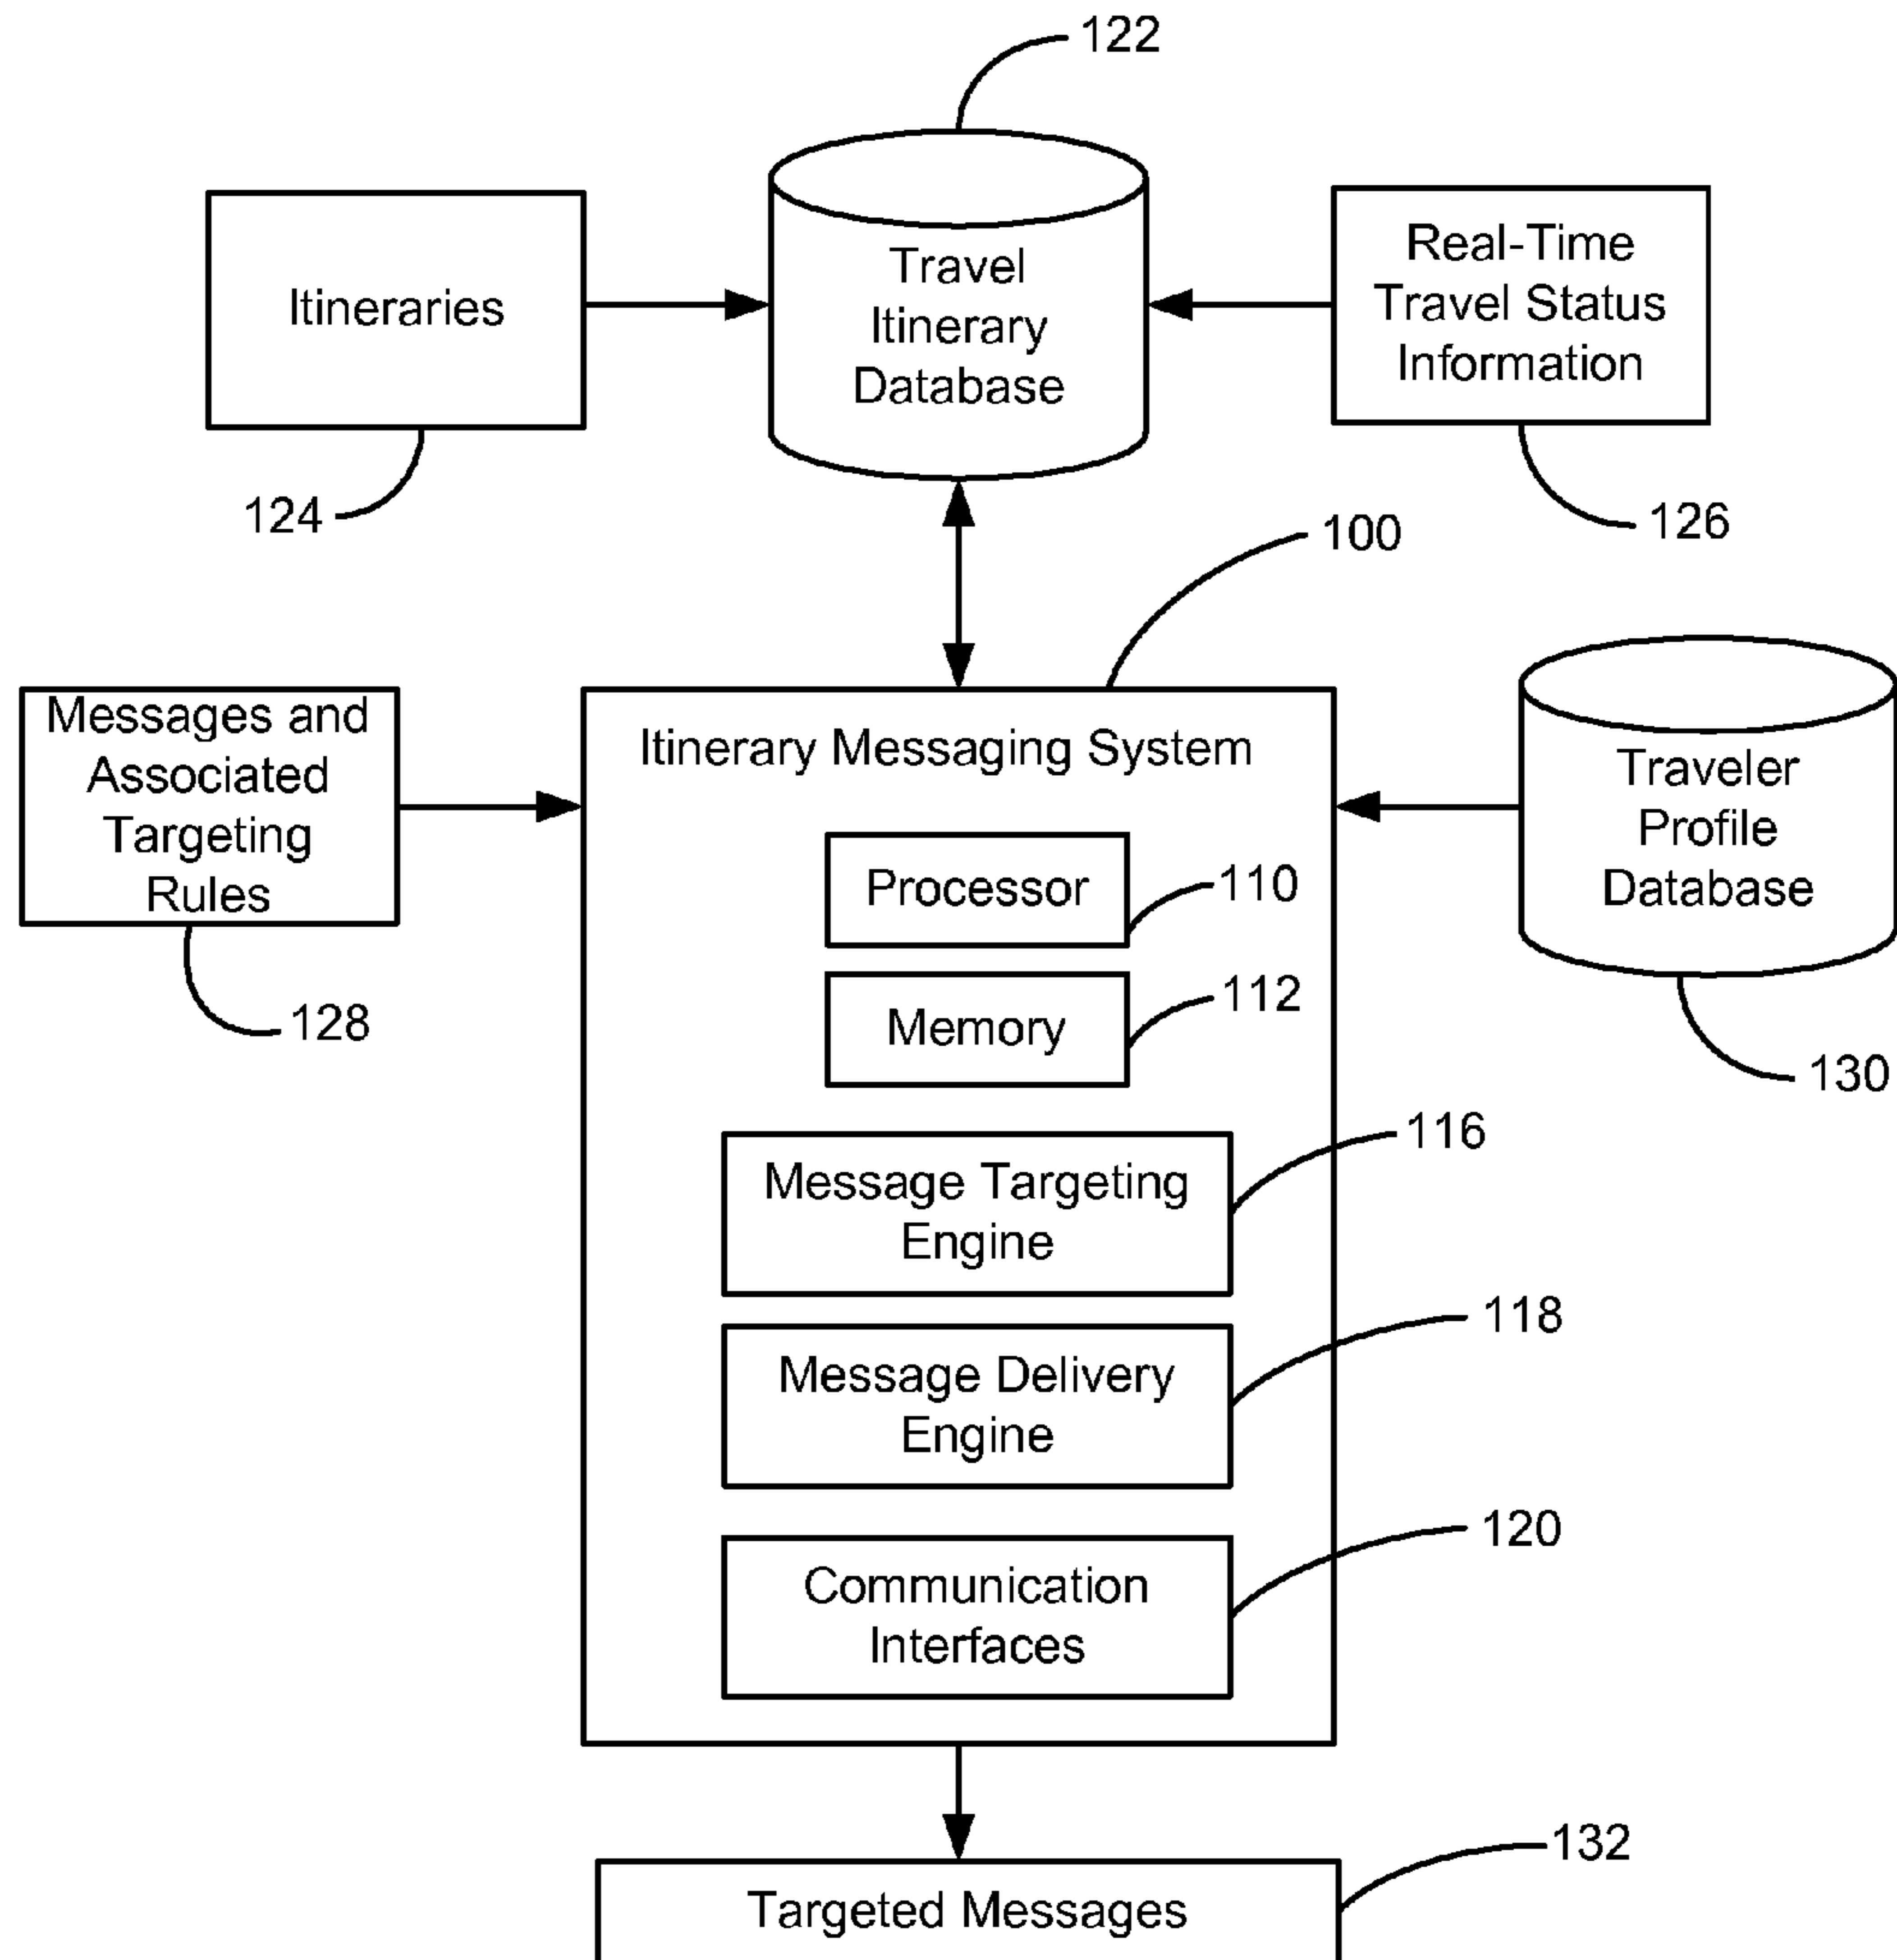 122
Itineraries
Travel
Itinerary
Database
Real-Time
Travel Status
Information
124
126
100
Messages and
Associated
Targeting
Rules
Itinerary Messaging System
Traveler
Profile
Database
Processor
110
Memory
112
128
130
Message Targeting
Engine
116
Message Delivery
Engine
118
Communication
Interfaces
120
Targeted Messages
132